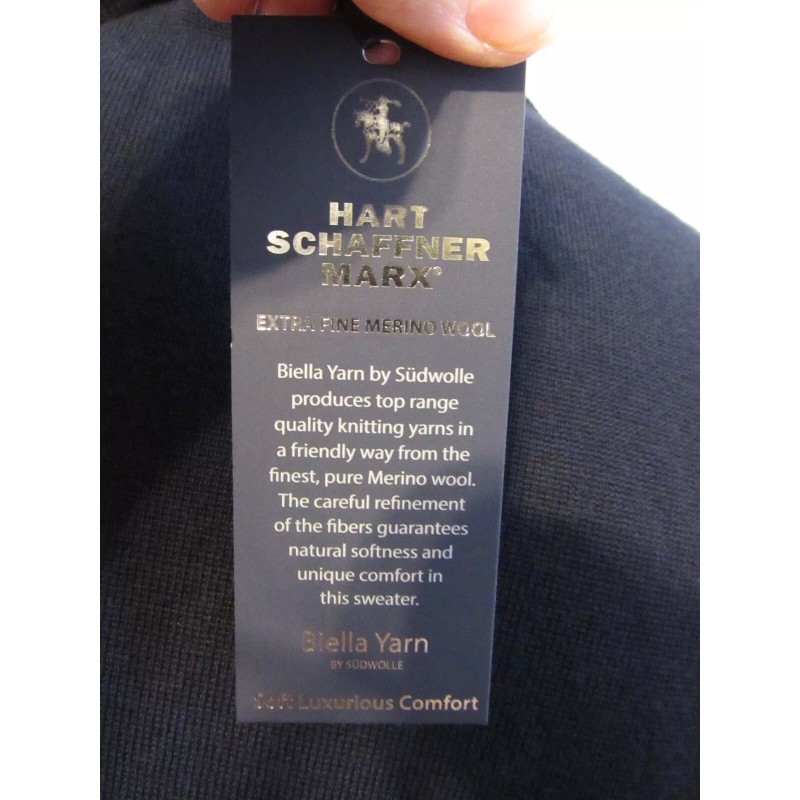 HART
SCHAFFNER
MARX®
EXTRA FINE MERINO WOOL
Biella Yarn by Südwolle
produces top range
quality knitting yarns in
a friendly way from the
finest, pure Merino wool.
The careful refinement
of the fibers guarantees
natural softness and
unique comfort in
this sweater.
Biella Yarn
BY SÜDWOLLE
Soft Luxurious Comfort